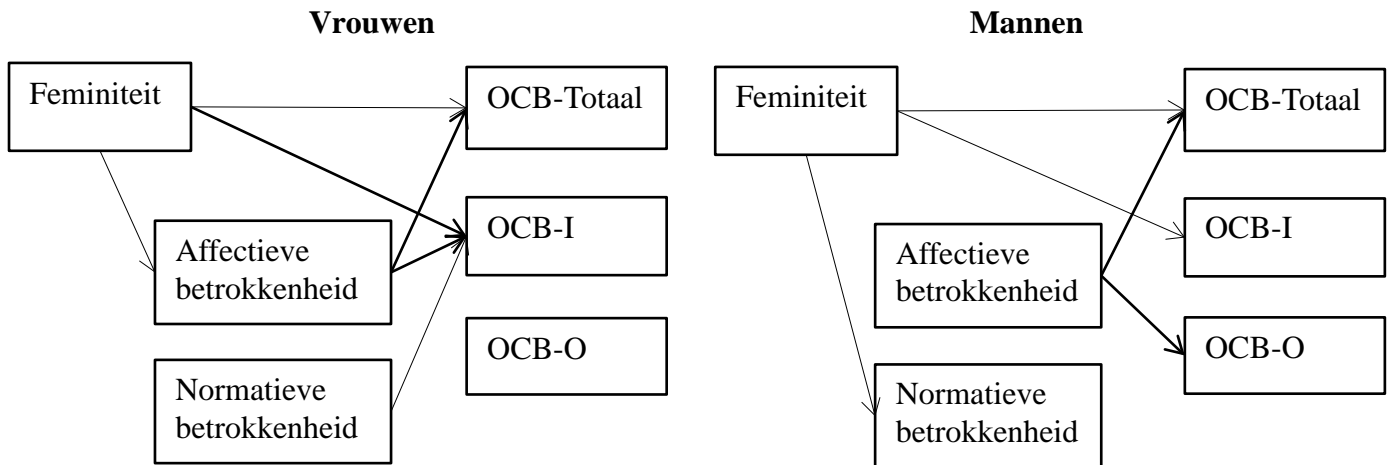 Vrouwen
Feminiteit
OCB-Totaal
Affectieve
betrokkenheid
OCB-I
Normatieve
betrokkenheid
OCB-O
Mannen
Feminiteit
OCB-Totaal
Affectieve
betrokkenheid
OCB-I
Normatieve
betrokkenheid
OCB-O